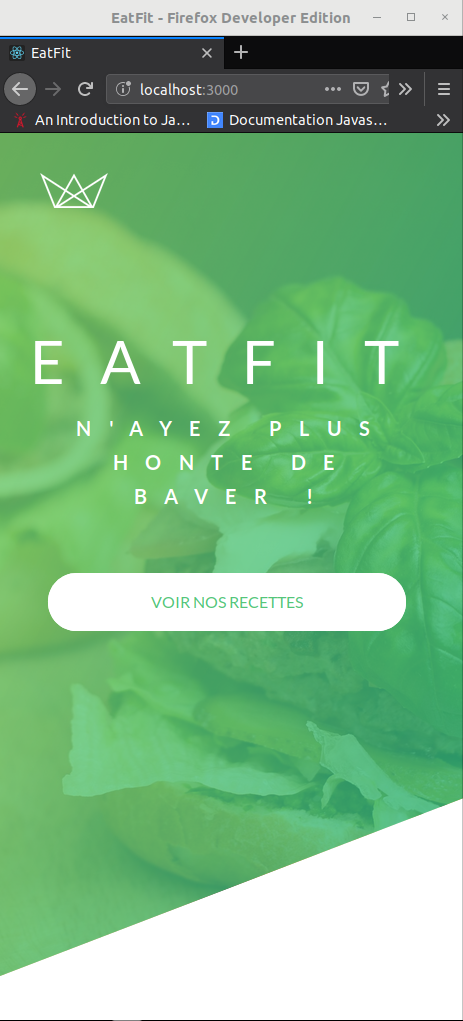 EatFit - Firefox Developer Edition
EatFit
localhost:3000
An Introduction to Ja... Documentation Javas...
EATFIT
N'AYEZ PLUS
HONTE DE
BAVER !
VOIR NOS RECETTES